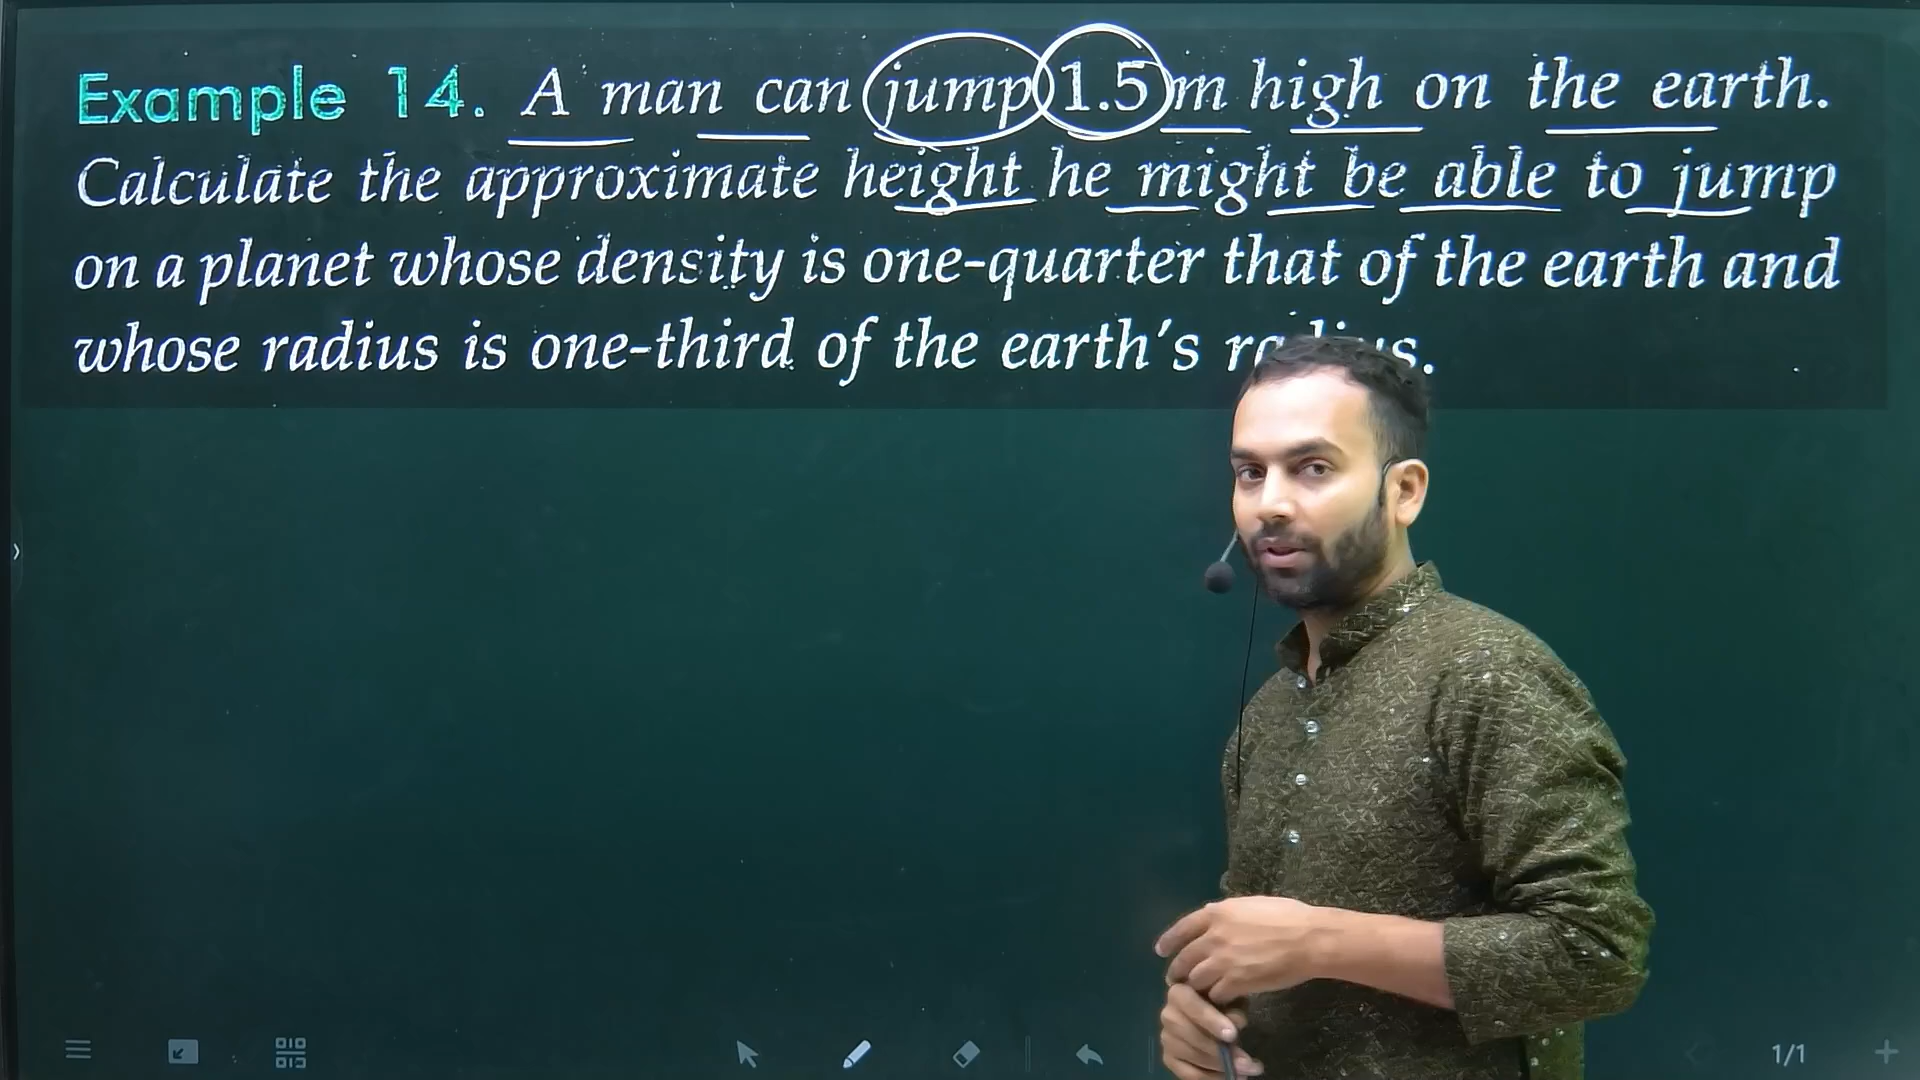 Example 14. A man can jump 1.5 m high on the earth.
Calculate the approximate height he might be able to jump
on a planet whose density is one-quarter that of the earth and
whose radius is one-third of the earth's radius.
1/1